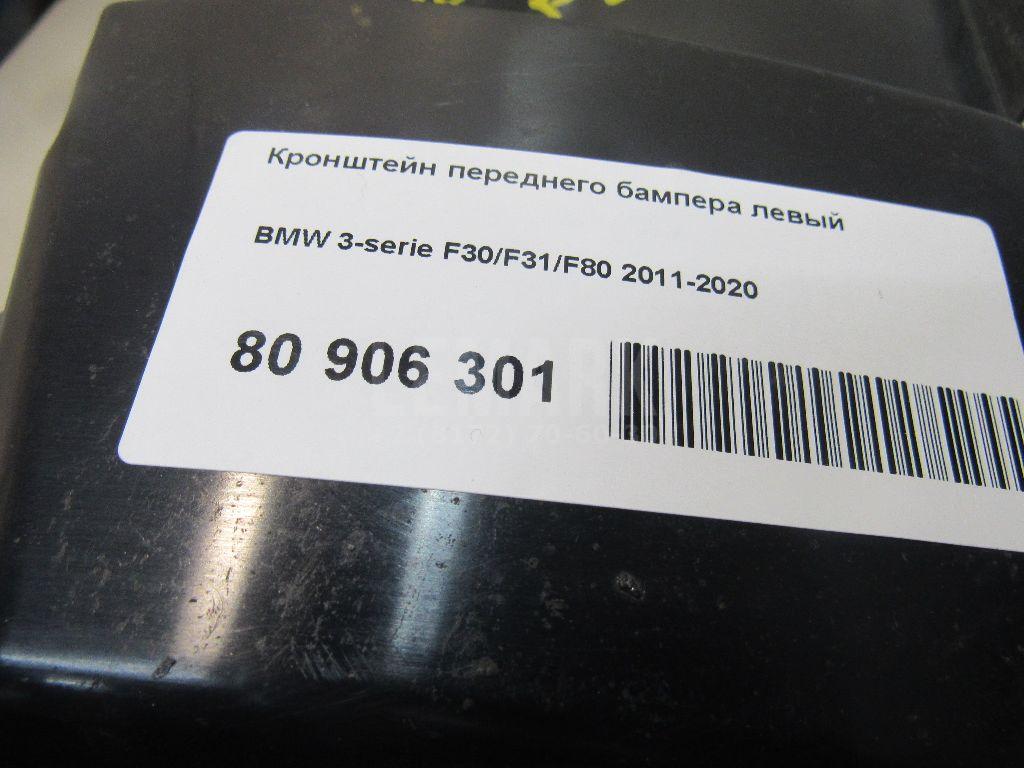 Кронштейн переднего бампера левый
BMW 3-serie F30/F31/F80 2011-2020
80 906 301